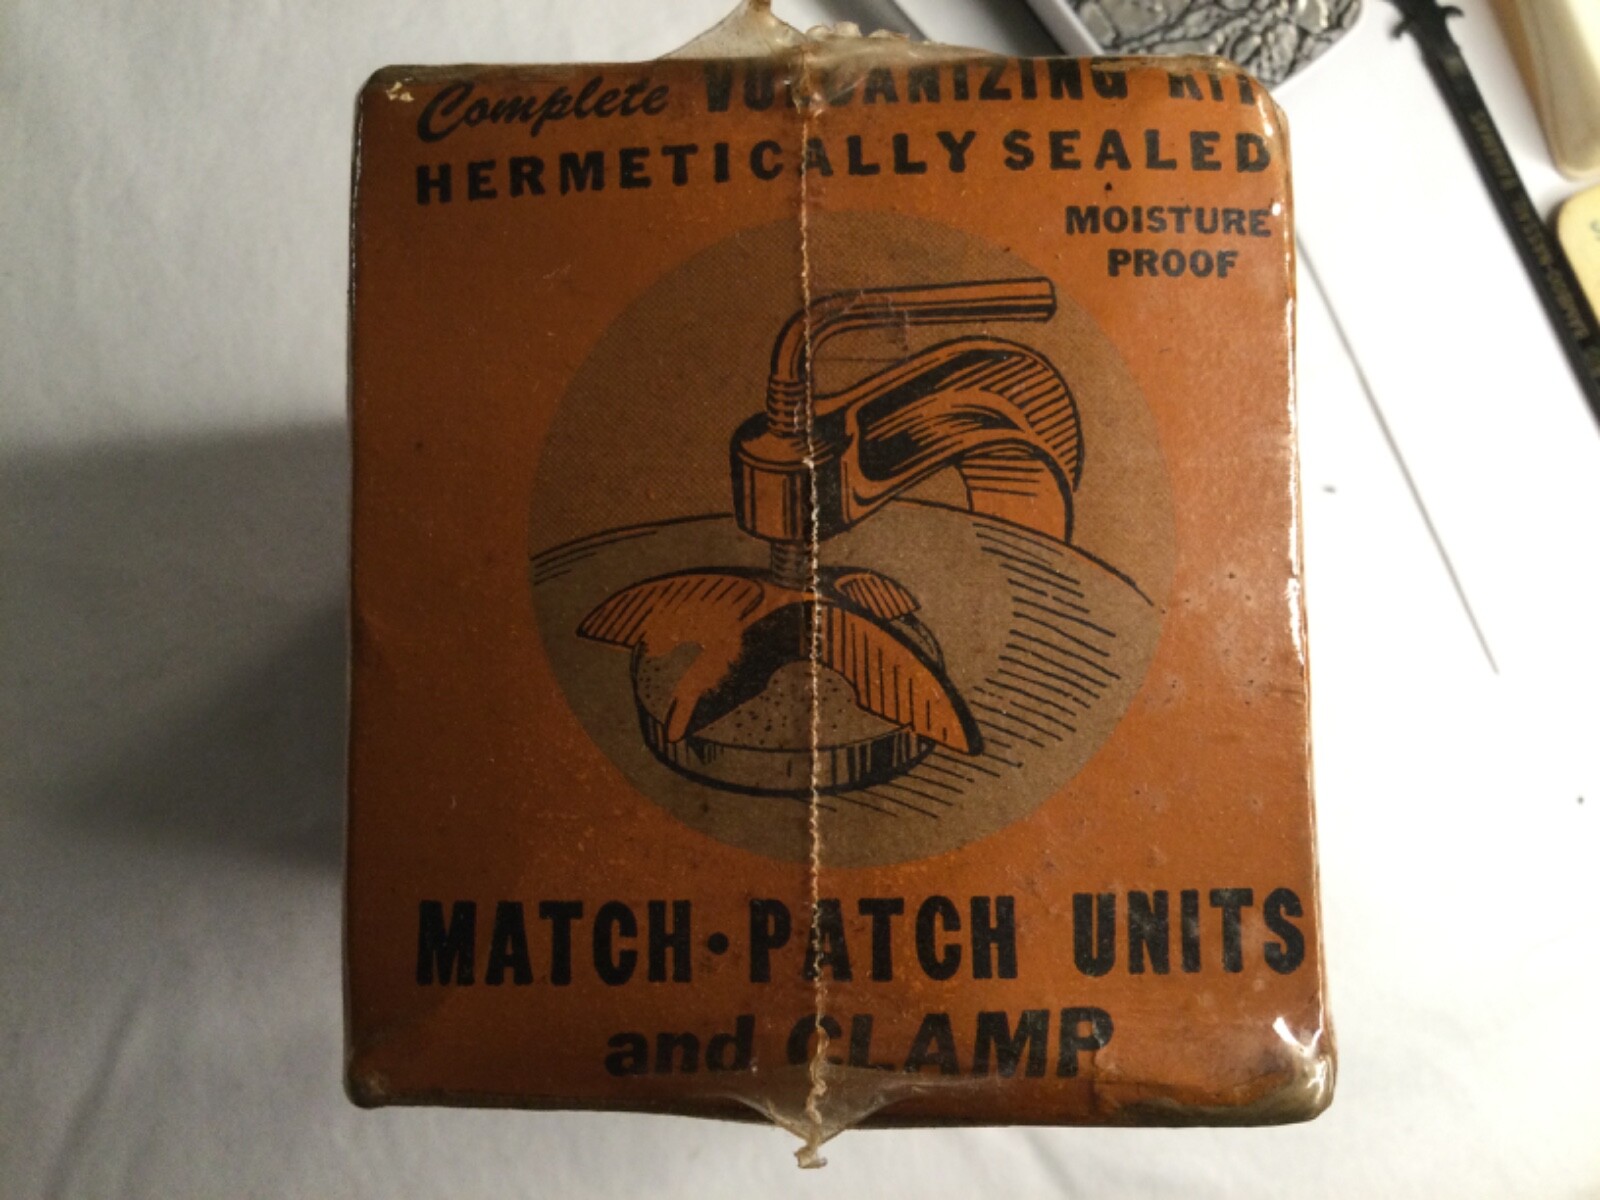 Complete VULCANIZING KIT
HERMETICALLY SEALED
MOISTURE
PROOF
MATCH·PATCH UNITS
and CLAMP